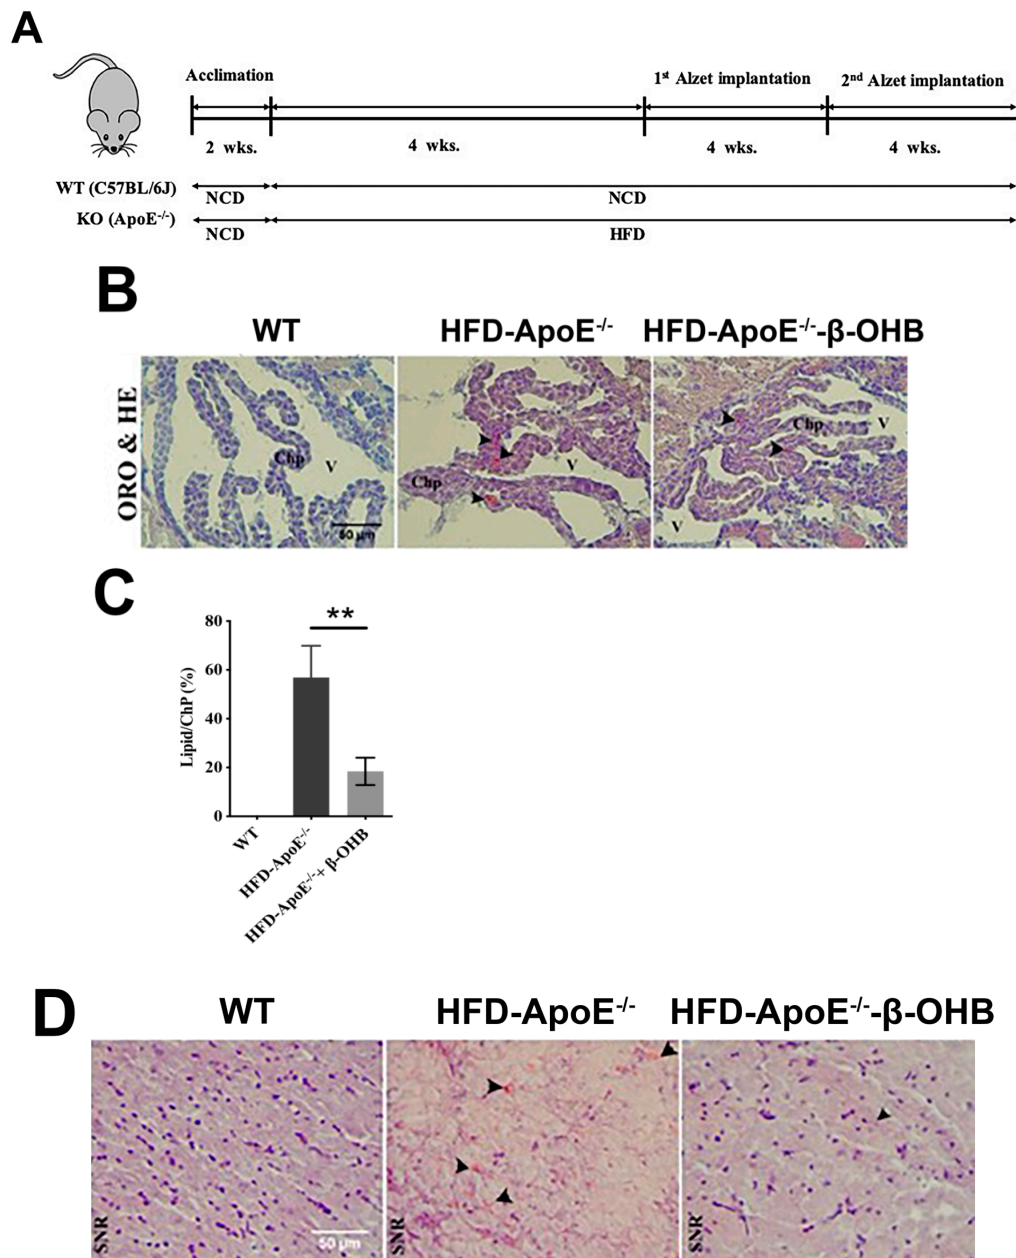 A
Acclimation
1st Alzet implantation
2nd Alzet implantation
2 wks.
4 wks.
4 wks.
4 wks.
WT (C57BL/6J)
NCD
NCD
KO (ApoE-/-)
NCD
HFD
B
WT
HFD-ApoE-/-
HFD-ApoE-/--β-OHB
ORO & HE
Chp
V
50 µm
Chp
V
Chp
V
V
C
**
80
60
40
20
0
Lipid/ChP (%)
WT
HFD-ApoE-/-
HFD-ApoE-/-+ β-OHB
D
WT
HFD-ApoE-/-
HFD-ApoE-/--β-OHB
SNR
50 µm
SNR
SNR